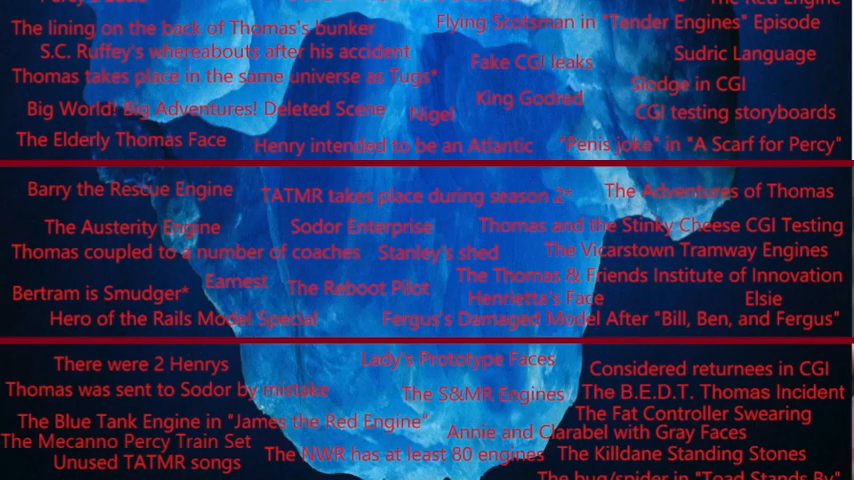 The Red Engine
The lining on the back of Thomas's bunker
Flying Scotsman in "Tender Engines" Episode
S.C. Ruffey's whereabouts after his accident
Fake CGI leaks
Sudric Language
Thomas takes place in the same universe as Tugs*
Slodge in CGI
Big World! Big Adventures! Deleted Scene
Nigel
King Godred
CGI testing storyboards
The Elderly Thomas Face
Henry intended to be an Atlantic
"Penis joke" in "A Scarf for Percy"
Barry the Rescue Engine
TATMR takes place during season 2*
The Adventures of Thomas
The Austerity Engine
Sodor Enterprise
Thomas and the Stinky Cheese CGI Testing
Thomas coupled to a number of coaches
Stanley's shed
The Vicarstown Tramway Engines
Bertram is Smudger*
Earnest
The Reboot Pilot
The Thomas & Friends Institute of Innovation
Henrietta's Face
Elsie
Hero of the Rails Model Special
Fergus's Damaged Model After "Bill, Ben, and Fergus"
There were 2 Henrys
Lady's Prototype Faces
Considered returnees in CGI
Thomas was sent to Sodor by mistake
The S&MR Engines
The B.E.D.T. Thomas Incident
The Blue Tank Engine in "James the Red Engine"
The Fat Controller Swearing
The Mecanno Percy Train Set
Annie and Clarabel with Gray Faces
Unused TATMR songs
The NWR has at least 80 engines
The Killdane Standing Stones
The bug/spider in "Toad Stands By"